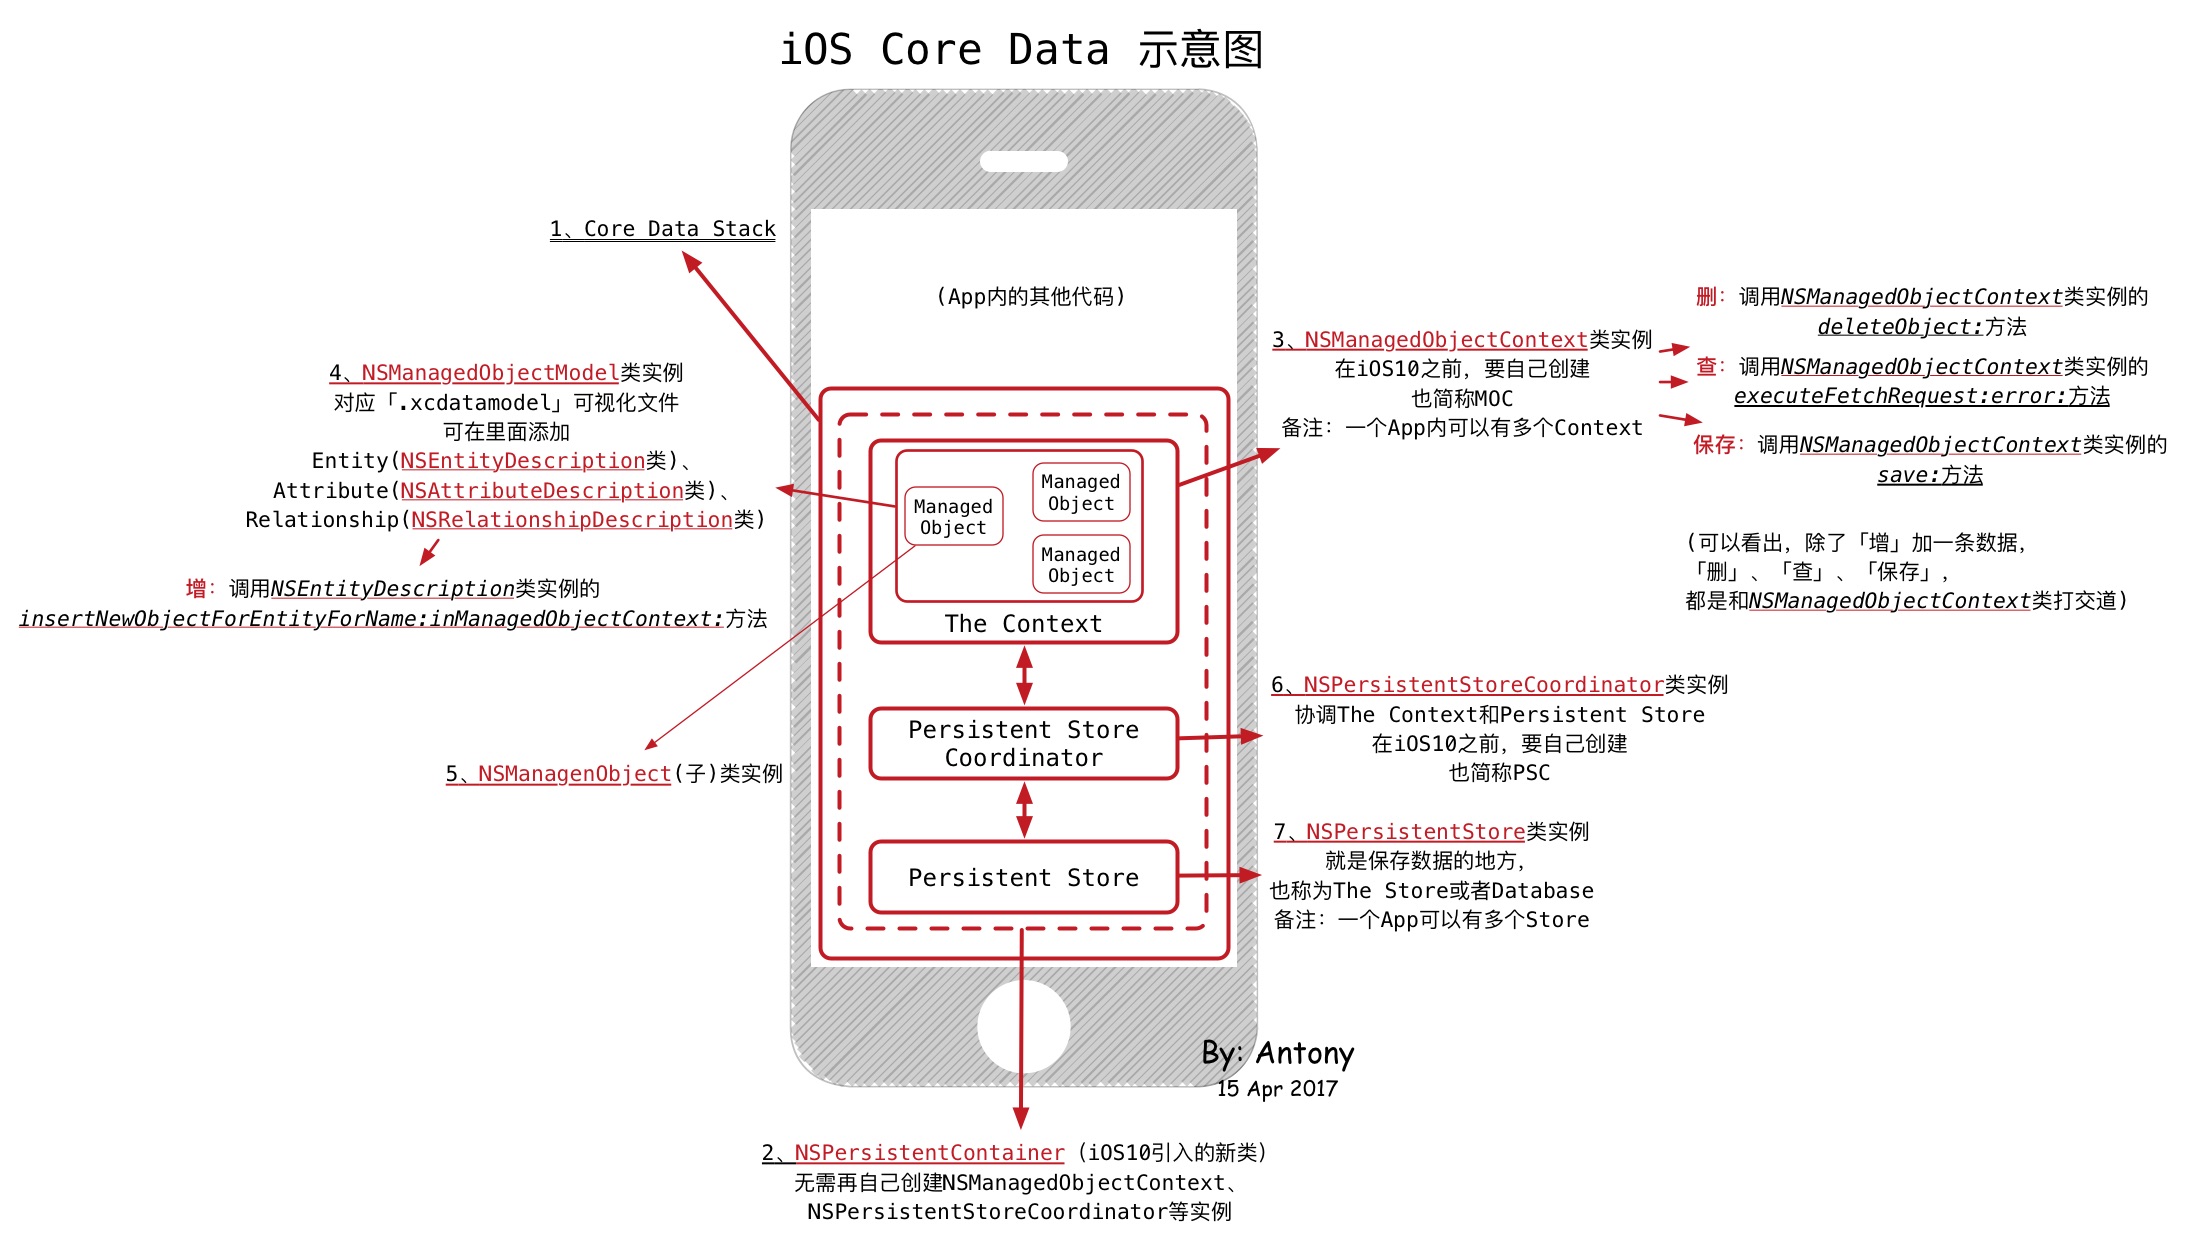 iOS Core Data 示意图
1、Core Data Stack
(App内的其他代码)
4、NSManagedObjectModel类实例
对应「.xcdatamodel」可视化文件
可在里面添加
Entity(NSEntityDescription类)、
Attribute(NSAttributeDescription类)、
Relationship(NSRelationshipDescription类)
增：调用NSEntityDescription类实例的
insertNewObjectForEntityForName:inManagedObjectContext:方法
5、NSManagenObject(子)类实例
Managed
Object
Managed
Object
Managed
Object
The Context
Persistent Store
Coordinator
Persistent Store
3、NSManagedObjectContext类实例
在iOS10之前，要自己创建
也简称MOC
备注：一个App内可以有多个Context
删：调用NSManagedObjectContext类实例的
deleteObject:方法
查：调用NSManagedObjectContext类实例的
executeFetchRequest:error:方法
保存：调用NSManagedObjectContext类实例的
save:方法
(可以看出，除了「增」加一条数据，
「删」、「查」、「保存」，
都是和NSManagedObjectContext类打交道)
6、NSPersistentStoreCoordinator类实例
协调The Context和Persistent Store
在iOS10之前，要自己创建
也简称PSC
7、NSPersistentStore类实例
就是保存数据的地方，
也称为The Store或者Database
备注：一个App可以有多个Store
By: Antony
15 Apr 2017
2、NSPersistentContainer（iOS10引入的新类）
无需再自己创建NSManagedObjectContext、
NSPersistentStoreCoordinator等实例